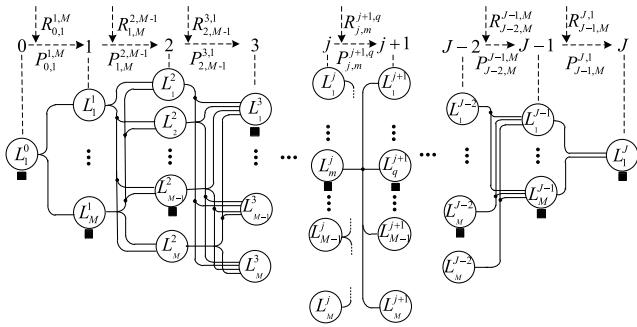 R_{0,1}^{1,M} R_{1,M}^{2,M-1} R_{2,M-1}^{3,1} R_{j,m}^{j+1,q} R_{J-2,M}^{J-1,M} R_{J-1,M}^{J,1}
0 1 2 3 j j+1 J-2 J-1 J
P_{0,1}^{1,M} P_{1,M}^{2,M-1} P_{2,M-1}^{3,1} P_{j,m}^{j+1,q} P_{J-2,M}^{J-1,M} P_{J-1,M}^{J,1}
L_1^1 L_1^2 L_1^3 L_1^j L_1^{j+1} L_1^{J-2} L_1^{J-1}
L_2^2
L_1^0 ... L_m^j L_q^{j+1} ... L_1^J
L_M^1 L_{M-1}^2 L_{M-1}^3 L_M^{J-2} L_M^{J-1}
L_M^2 L_M^3 L_{M-1}^j L_{M-1}^{j+1} L_M^{J-2}
L_M^j L_M^{j+1}